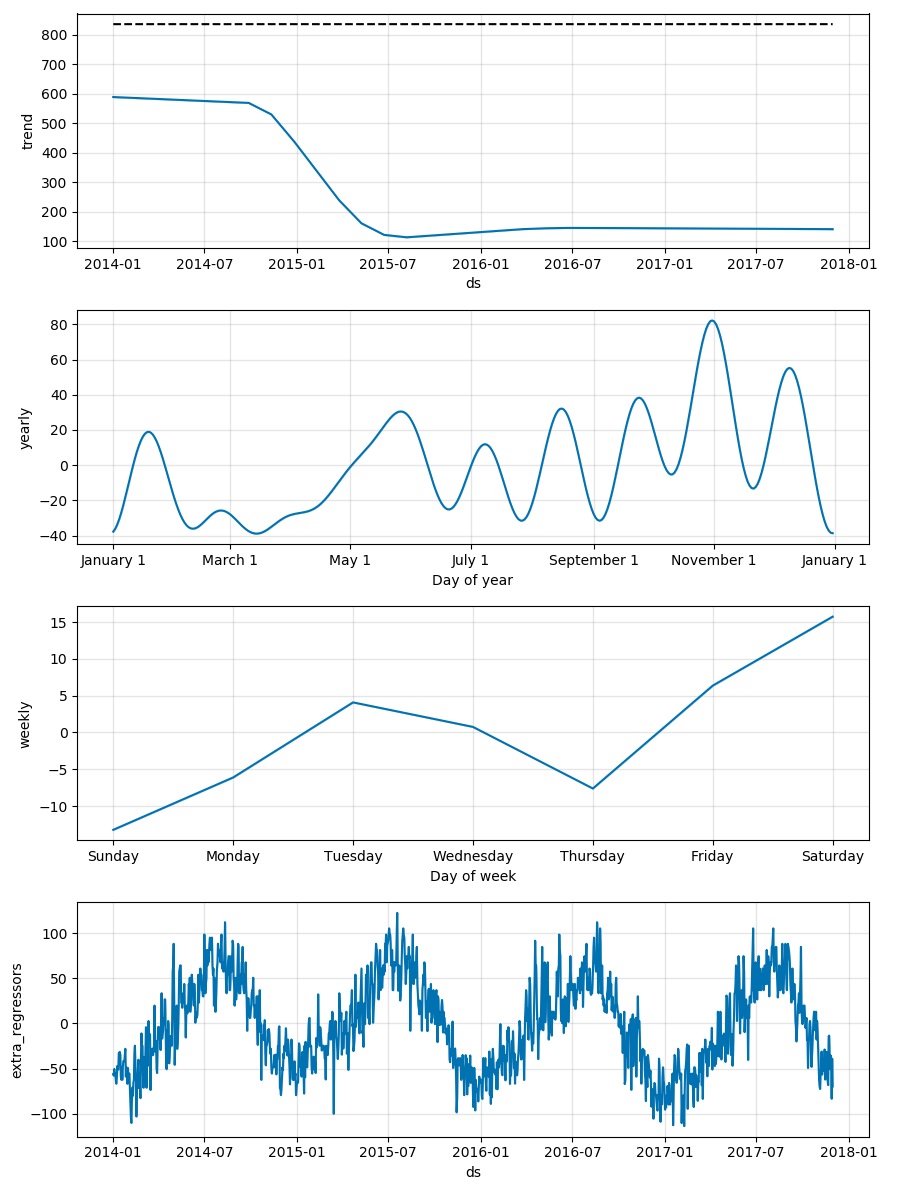 800
700
600
500
400
300
200
100
trend
2014-01 2014-07 2015-01 2015-07 2016-01 2016-07 2017-01 2017-07 2018-01
ds
80
60
40
20
0
−20
−40
yearly
January 1 March 1 May 1 July 1 September 1 November 1 January 1
Day of year
15
10
5
0
−5
−10
weekly
Sunday Monday Tuesday Wednesday Thursday Friday Saturday
Day of week
100
50
0
−50
−100
extra_regressors
2014-01 2014-07 2015-01 2015-07 2016-01 2016-07 2017-01 2017-07 2018-01
ds